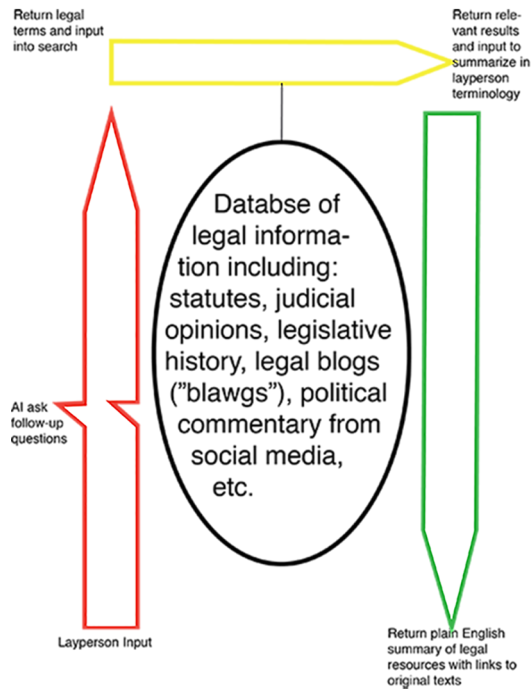 Return legal
terms and input
into search
Return rele-
vant results
and input to
summarize in
layperson
terminology
Databse of
legal informa-
tion including:
statutes, judicial
opinions, legislative
history, legal blogs
("blawgs"), political
commentary from
social media,
etc.
AI ask
follow-up
questions
Layperson Input
Return plain English
summary of legal
resources with links to
original texts